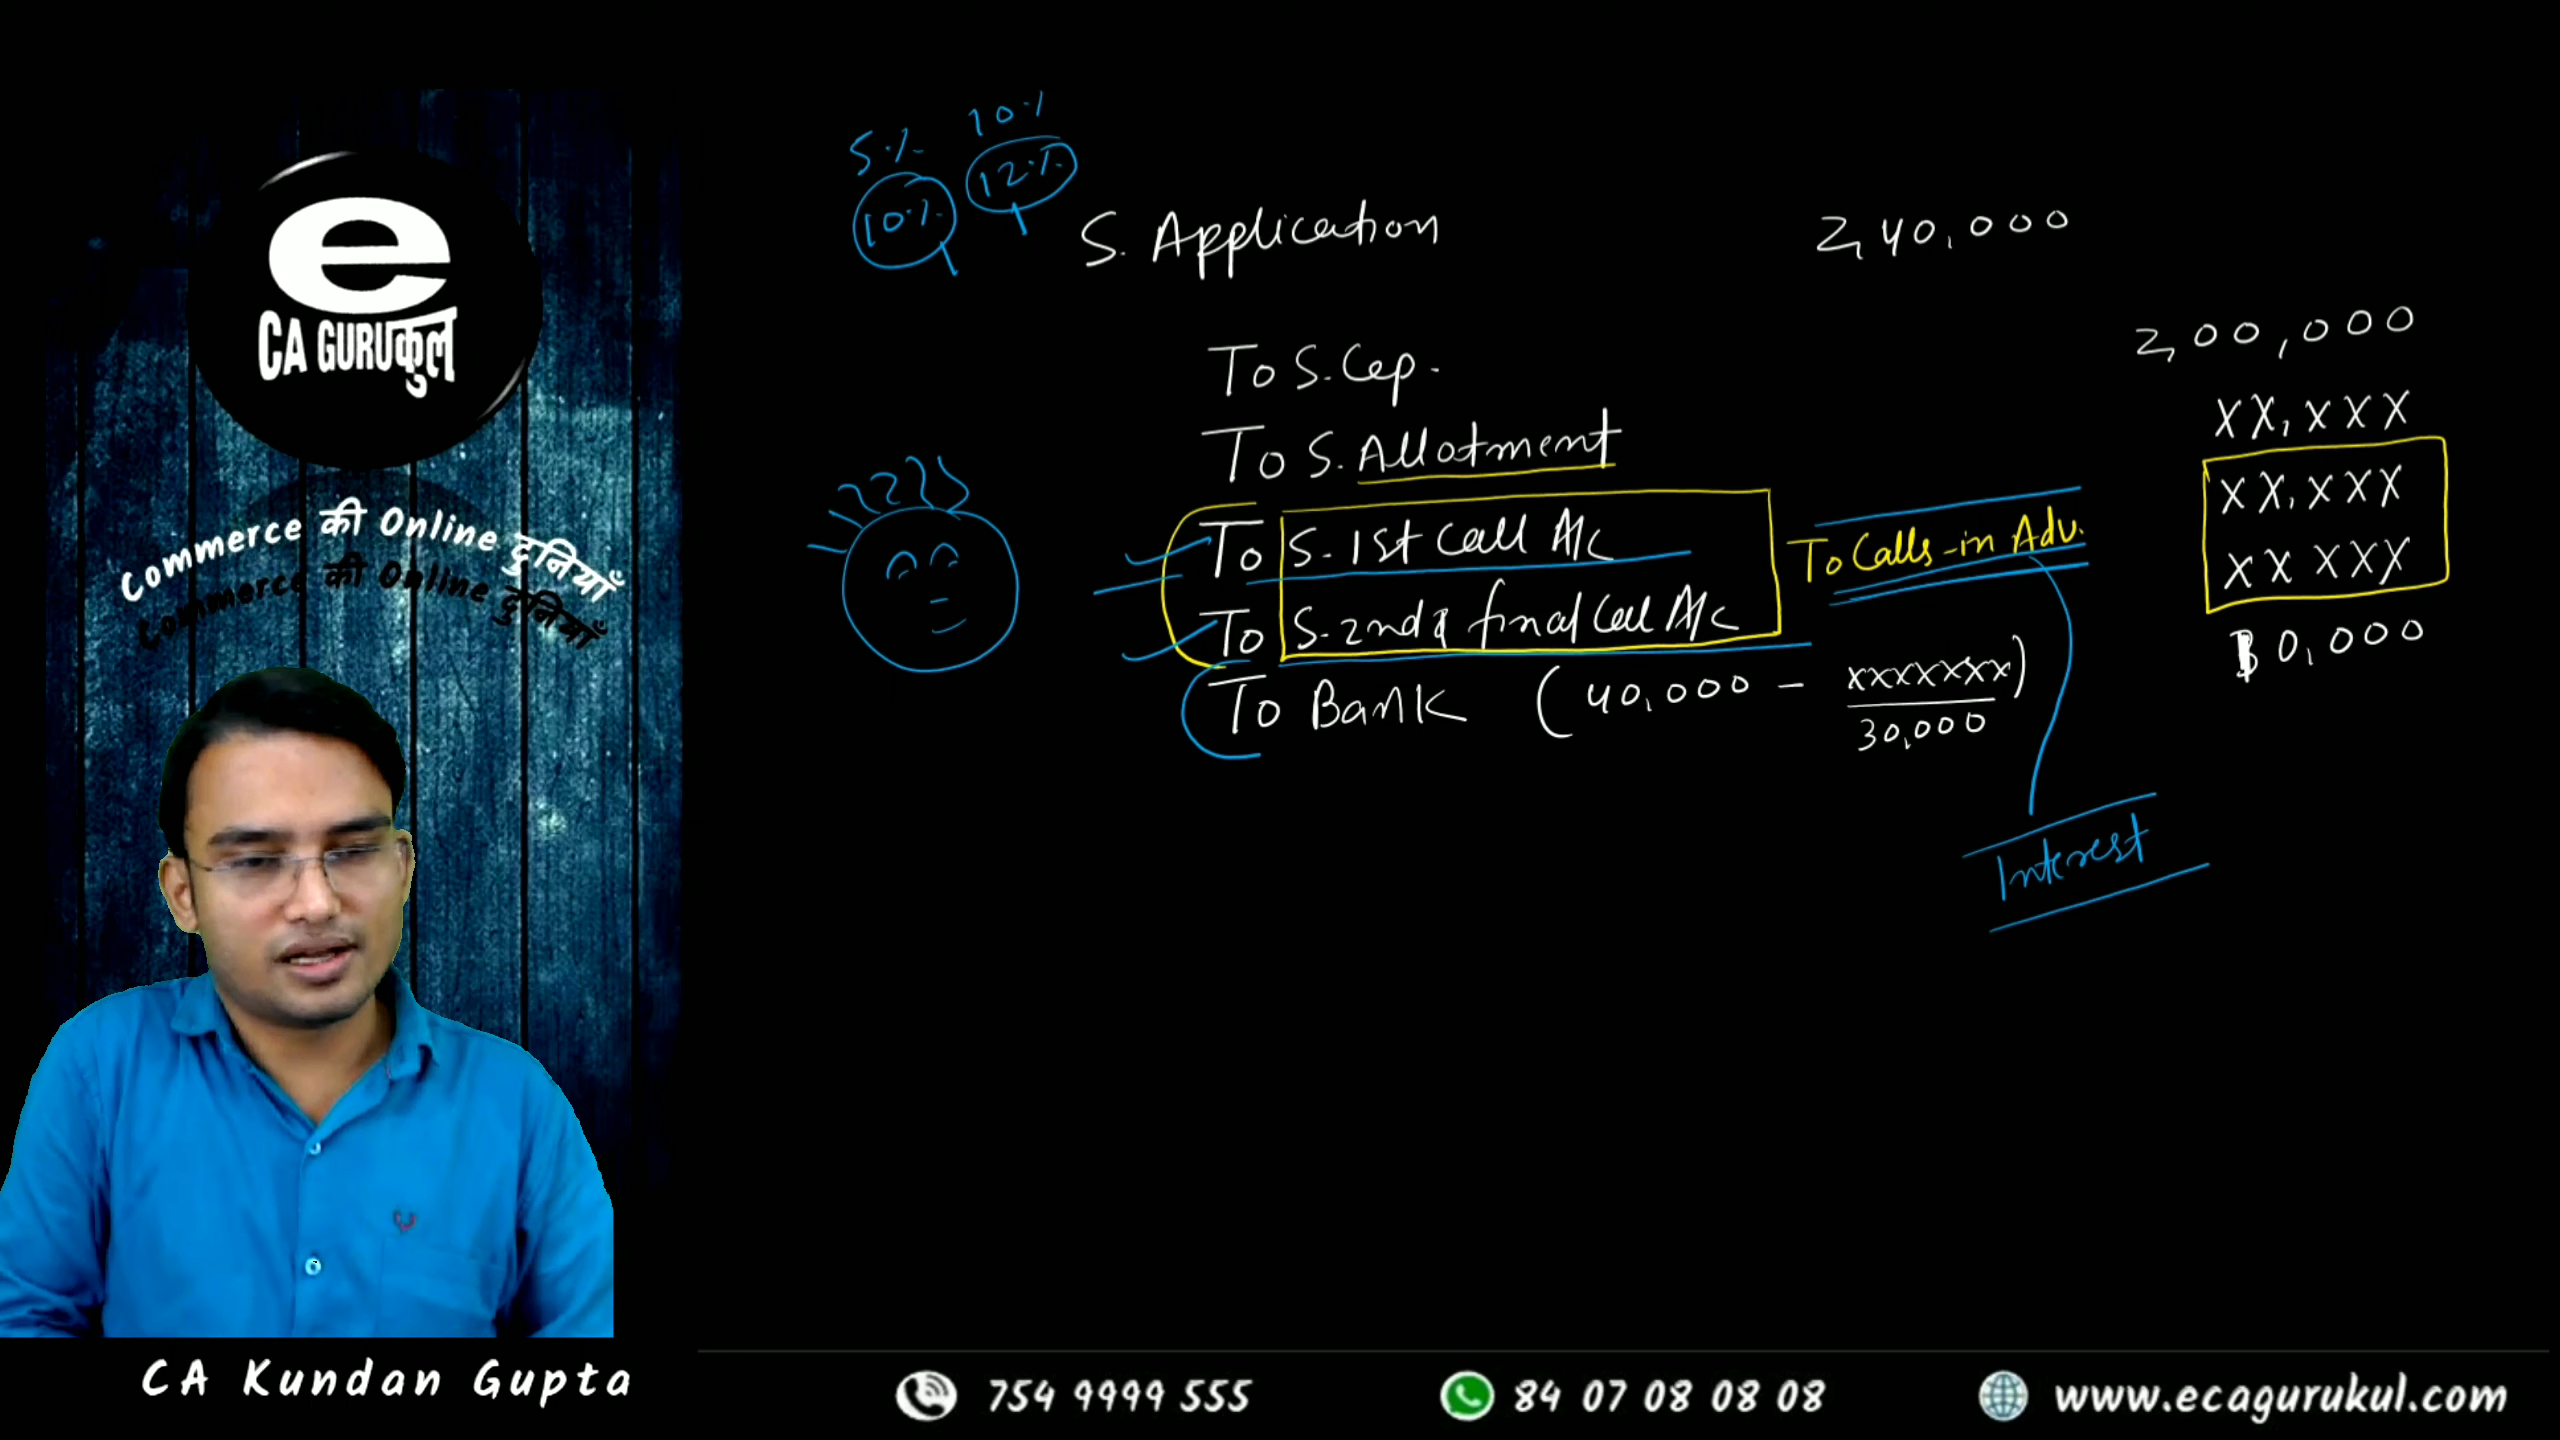 e
CA GURUकुल
Commerce की Online दुनियाँ
Commerce की Online दुनियाँ
5% 10%
10% 12%
S. Application 2,40,000
To S. Cap. 2,00,000
To S. Allotment XX,XXX
To S. 1st Call A/c To Calls-in Adv. XX,XXX
To S. 2nd & final Call A/c XX XXX
To Bank (40,000 - XXXXXXX) 0,000
30,000
Interest
CA Kundan Gupta
754 9999 555
84 07 08 08 08
www.ecagurukul.com